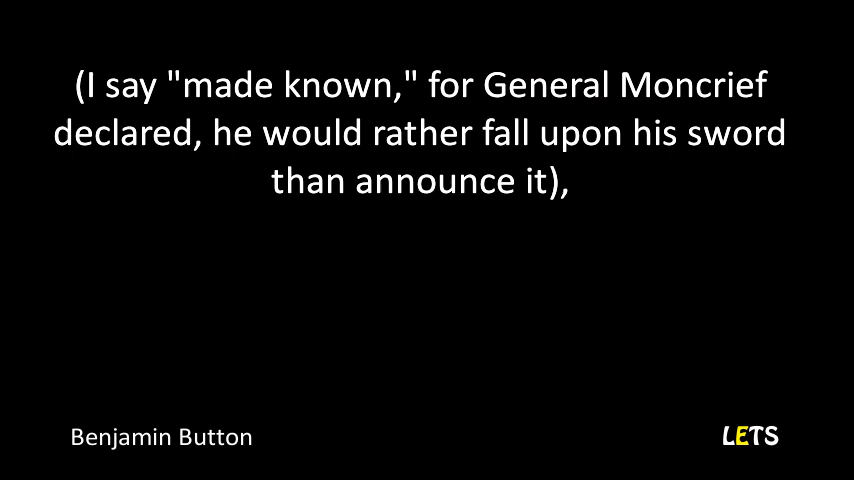 (I say "made known," for General Moncrief
declared, he would rather fall upon his sword
than announce it),
Benjamin Button
LETS